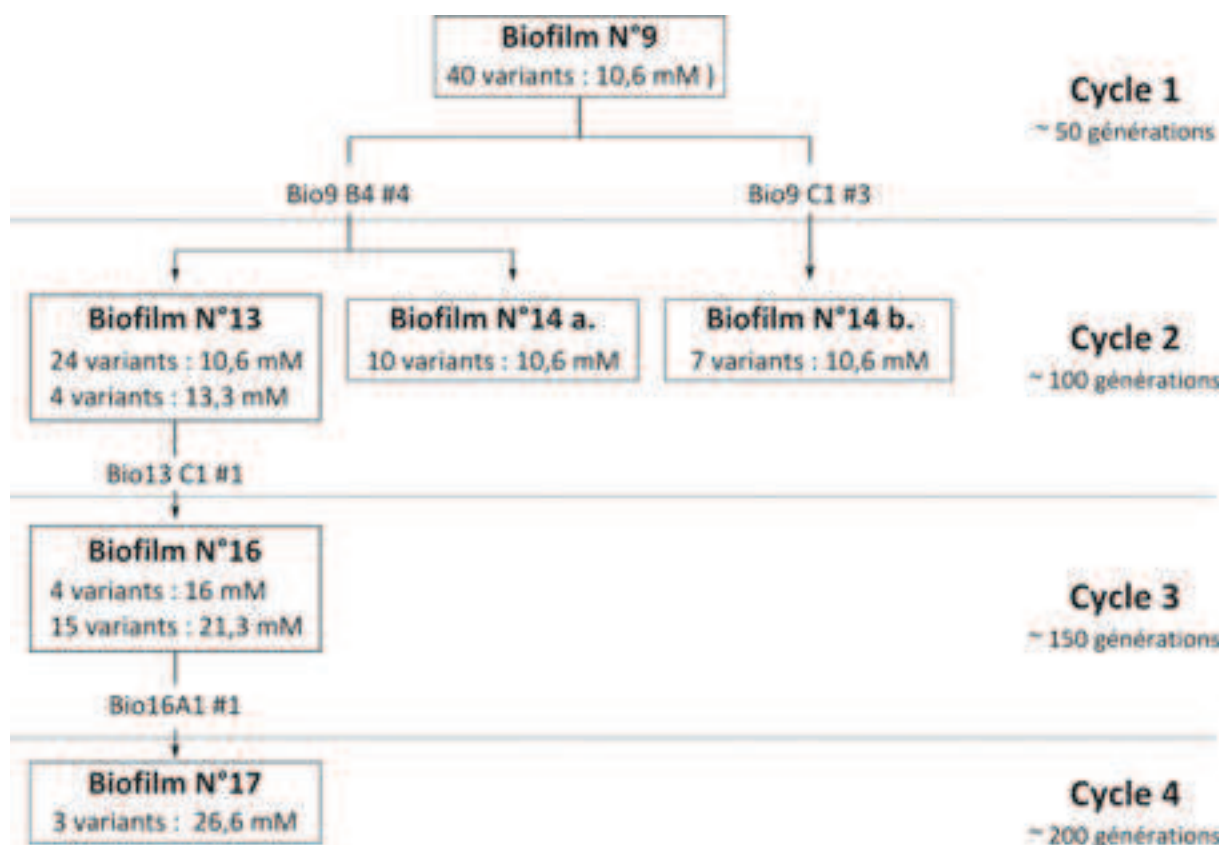 Biofilm N°9
40 variants : 10,6 mM )
Cycle 1
~ 50 générations
Bio9 B4 #4
Bio9 C1 #3
Biofilm N°13
24 variants : 10,6 mM
4 variants : 13,3 mM
Biofilm N°14 a.
10 variants : 10,6 mM
Biofilm N°14 b.
7 variants : 10,6 mM
Cycle 2
~ 100 générations
Bio13 C1 #1
Biofilm N°16
4 variants : 16 mM
15 variants : 21,3 mM
Cycle 3
~ 150 générations
Bio16A1 #1
Biofilm N°17
3 variants : 26,6 mM
Cycle 4
~ 200 générations